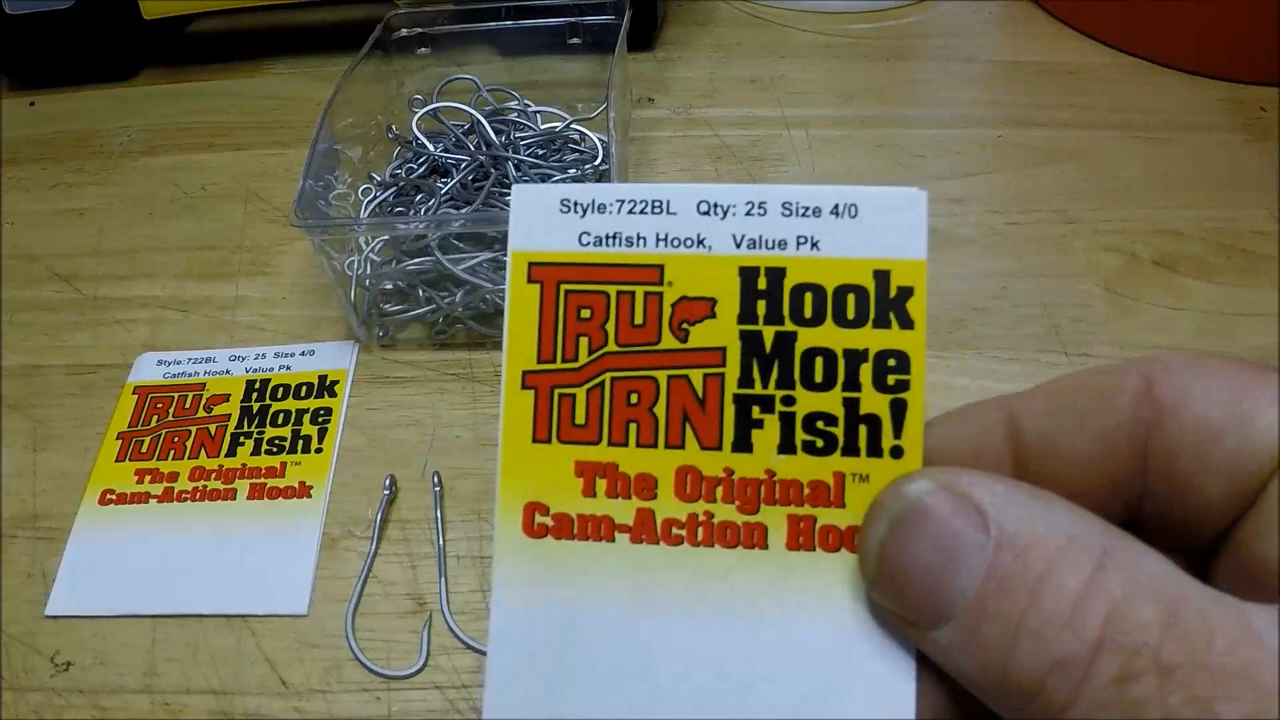 Style:722BL Qty: 25 Size 4/0
Catfish Hook, Value Pk
TRU TURN
Hook
More
Fish!
The Original™
Cam-Action Hoo
Style:722BL Qty: 25 Size 4/0
Catfish Hook, Value Pk
TRU TURN
Hook
More
Fish!
The Original™
Cam-Action Hook